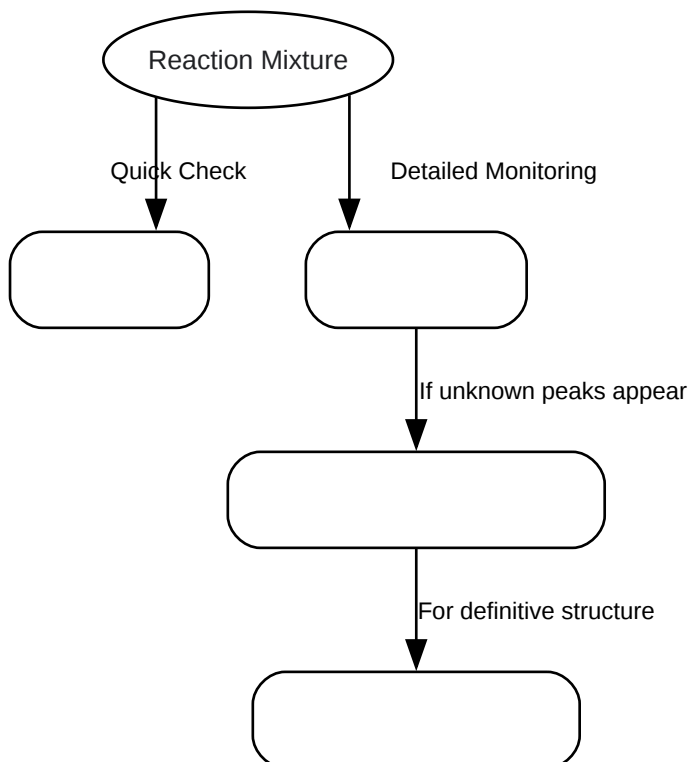 Reaction Mixture
Quick Check
Detailed Monitoring
If unknown peaks appear
For definitive structure